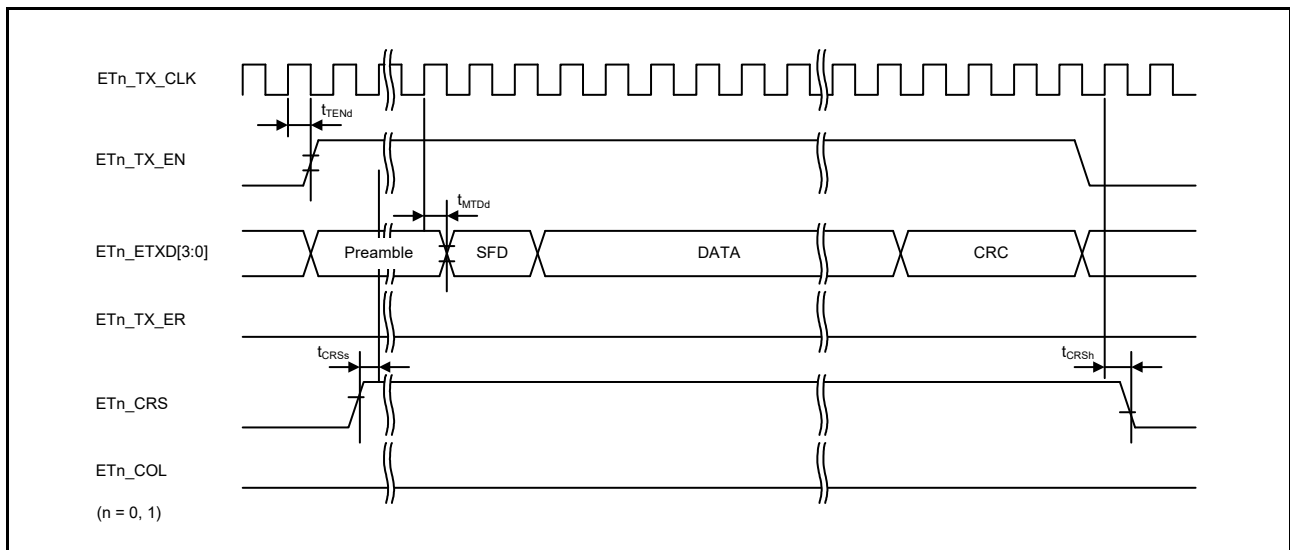 ETn_TX_CLK
tTENd
ETn_TX_EN
tMTDd
ETn_ETXD[3:0]
Preamble
SFD
DATA
CRC
ETn_TX_ER
tCRSs
tCRSh
ETn_CRS
ETn_COL
(n = 0, 1)